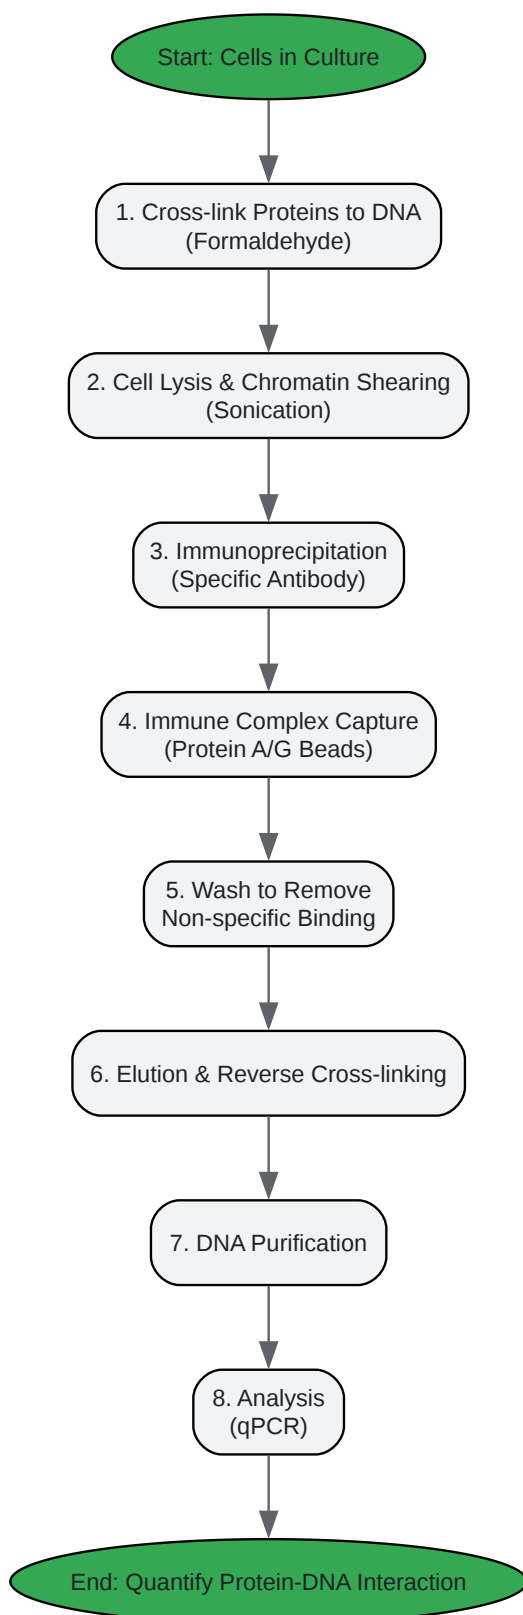 Start: Cells in Culture
1. Cross-link Proteins to DNA
(Formaldehyde)
2. Cell Lysis & Chromatin Shearing
(Sonication)
3. Immunoprecipitation
(Specific Antibody)
4. Immune Complex Capture
(Protein A/G Beads)
5. Wash to Remove
Non-specific Binding
6. Elution & Reverse Cross-linking
7. DNA Purification
8. Analysis
(qPCR)
End: Quantify Protein-DNA Interaction